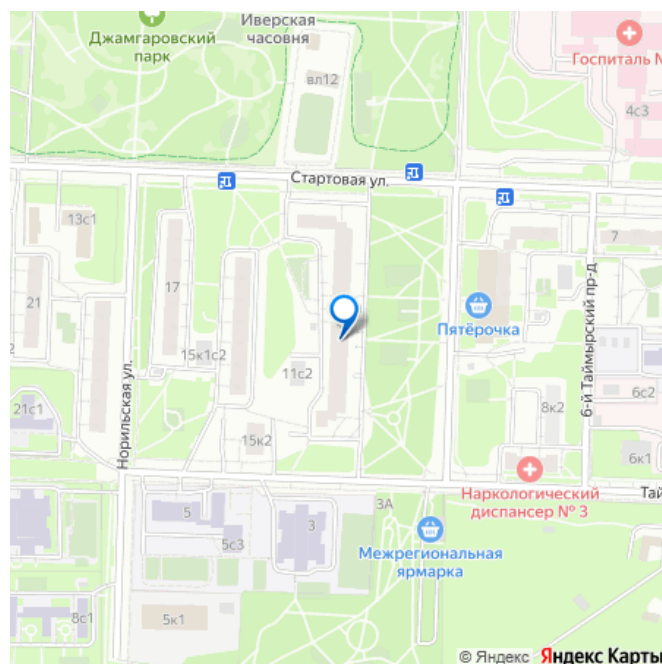 Иверская
часовня
Джамгаровский
парк
Госпиталь №
вл12
4с3
Стартовая ул.
13с1
7
17
21
6-й Таймырский пр-д
Пятёрочка
15к1с2
11с2
Норильская ул.
6с2
8к2
21с1
15к2
6к1
Наркологический
диспансер № 3
Тай
3А
5
3
5с3
Межрегиональная
ярмарка
8с1
5к1
© Яндекс Яндекс Карты